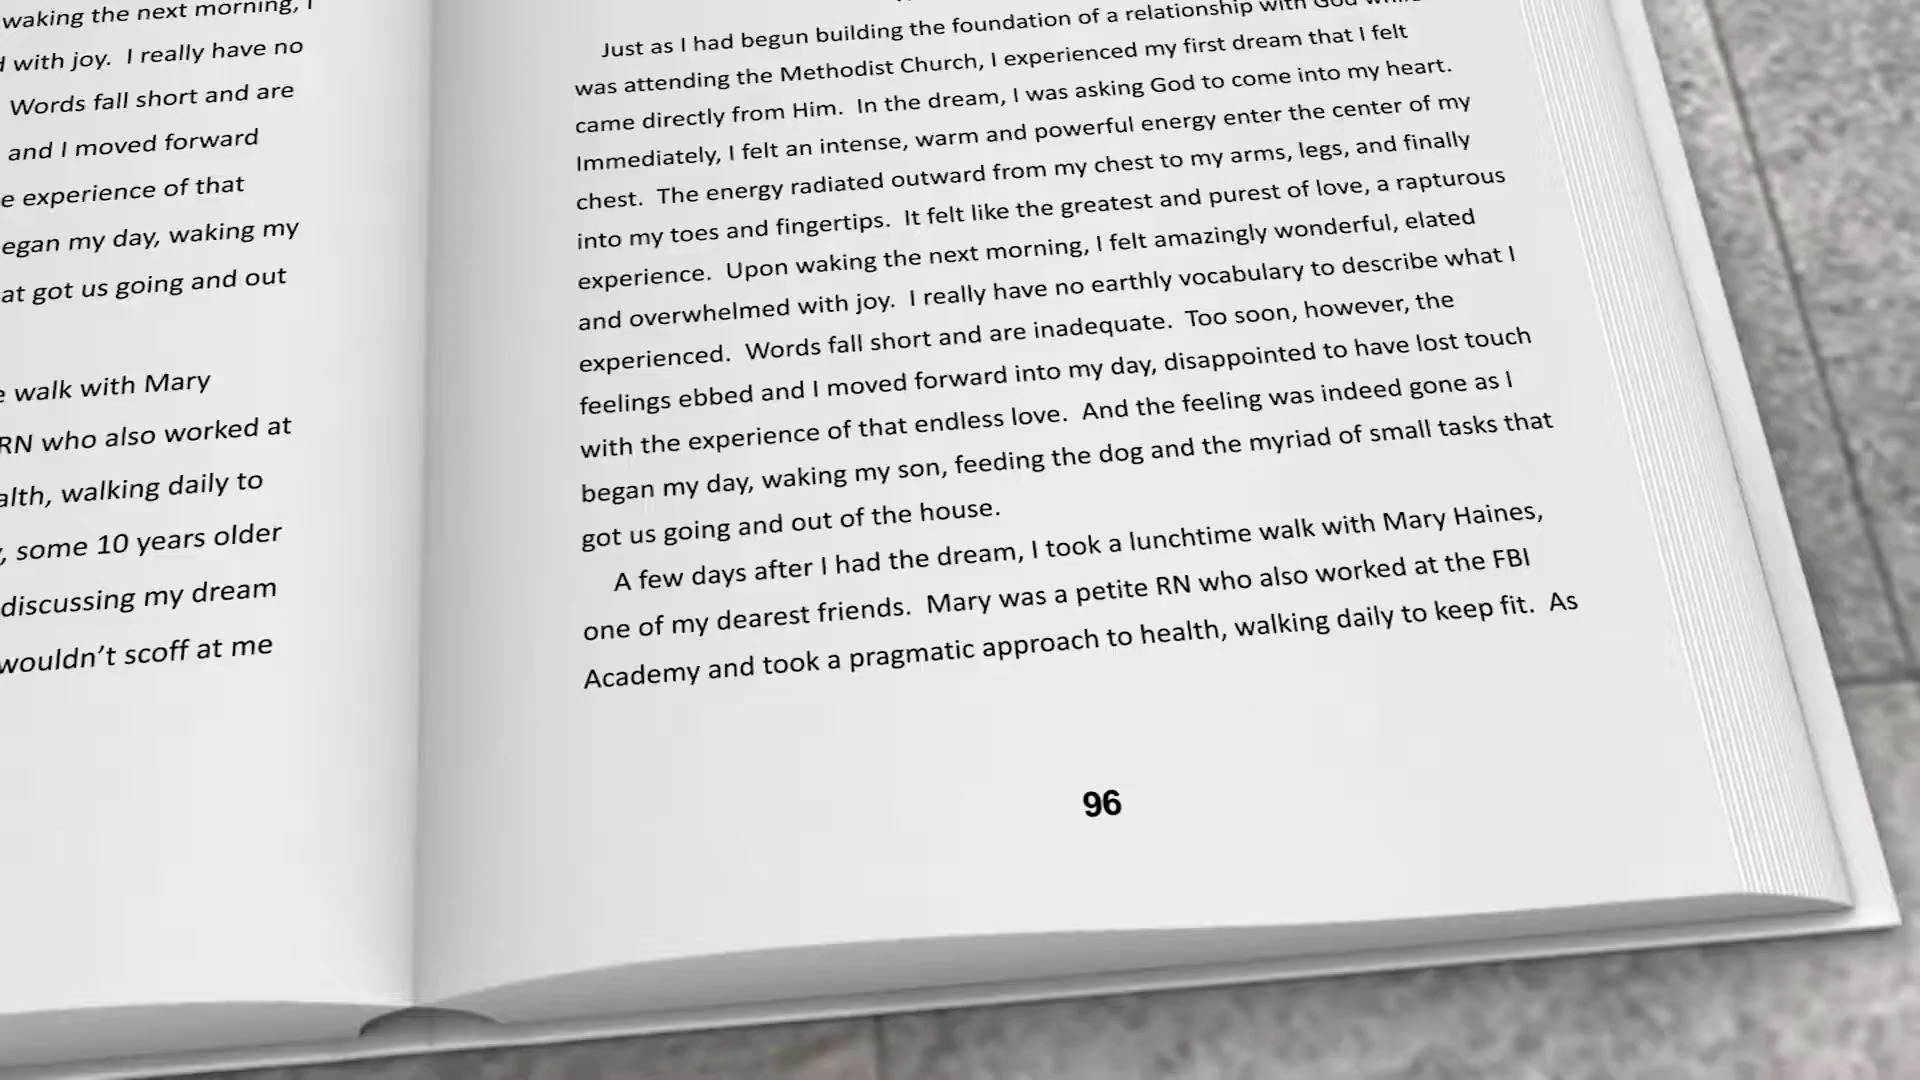 waking the next morning, I
with joy.  I really have no
Words fall short and are
and I moved forward
experience of that
egan my day, waking my
at got us going and out
walk with Mary
RN who also worked at
alth, walking daily to
, some 10 years older
discussing my dream
wouldn't scoff at me
Just as I had begun building the foundation of a relationship with God
was attending the Methodist Church, I experienced my first dream that I felt
came directly from Him.  In the dream, I was asking God to come into my heart.
Immediately, I felt an intense, warm and powerful energy enter the center of my
chest.  The energy radiated outward from my chest to my arms, legs, and finally
into my toes and fingertips.  It felt like the greatest and purest of love, a rapturous
experience.  Upon waking the next morning, I felt amazingly wonderful, elated
and overwhelmed with joy.  I really have no earthly vocabulary to describe what I
experienced.  Words fall short and are inadequate.  Too soon, however, the
feelings ebbed and I moved forward into my day, disappointed to have lost touch
with the experience of that endless love.  And the feeling was indeed gone as I
began my day, waking my son, feeding the dog and the myriad of small tasks that
got us going and out of the house.
A few days after I had the dream, I took a lunchtime walk with Mary Haines,
one of my dearest friends.  Mary was a petite RN who also worked at the FBI
Academy and took a pragmatic approach to health, walking daily to keep fit.  As
96